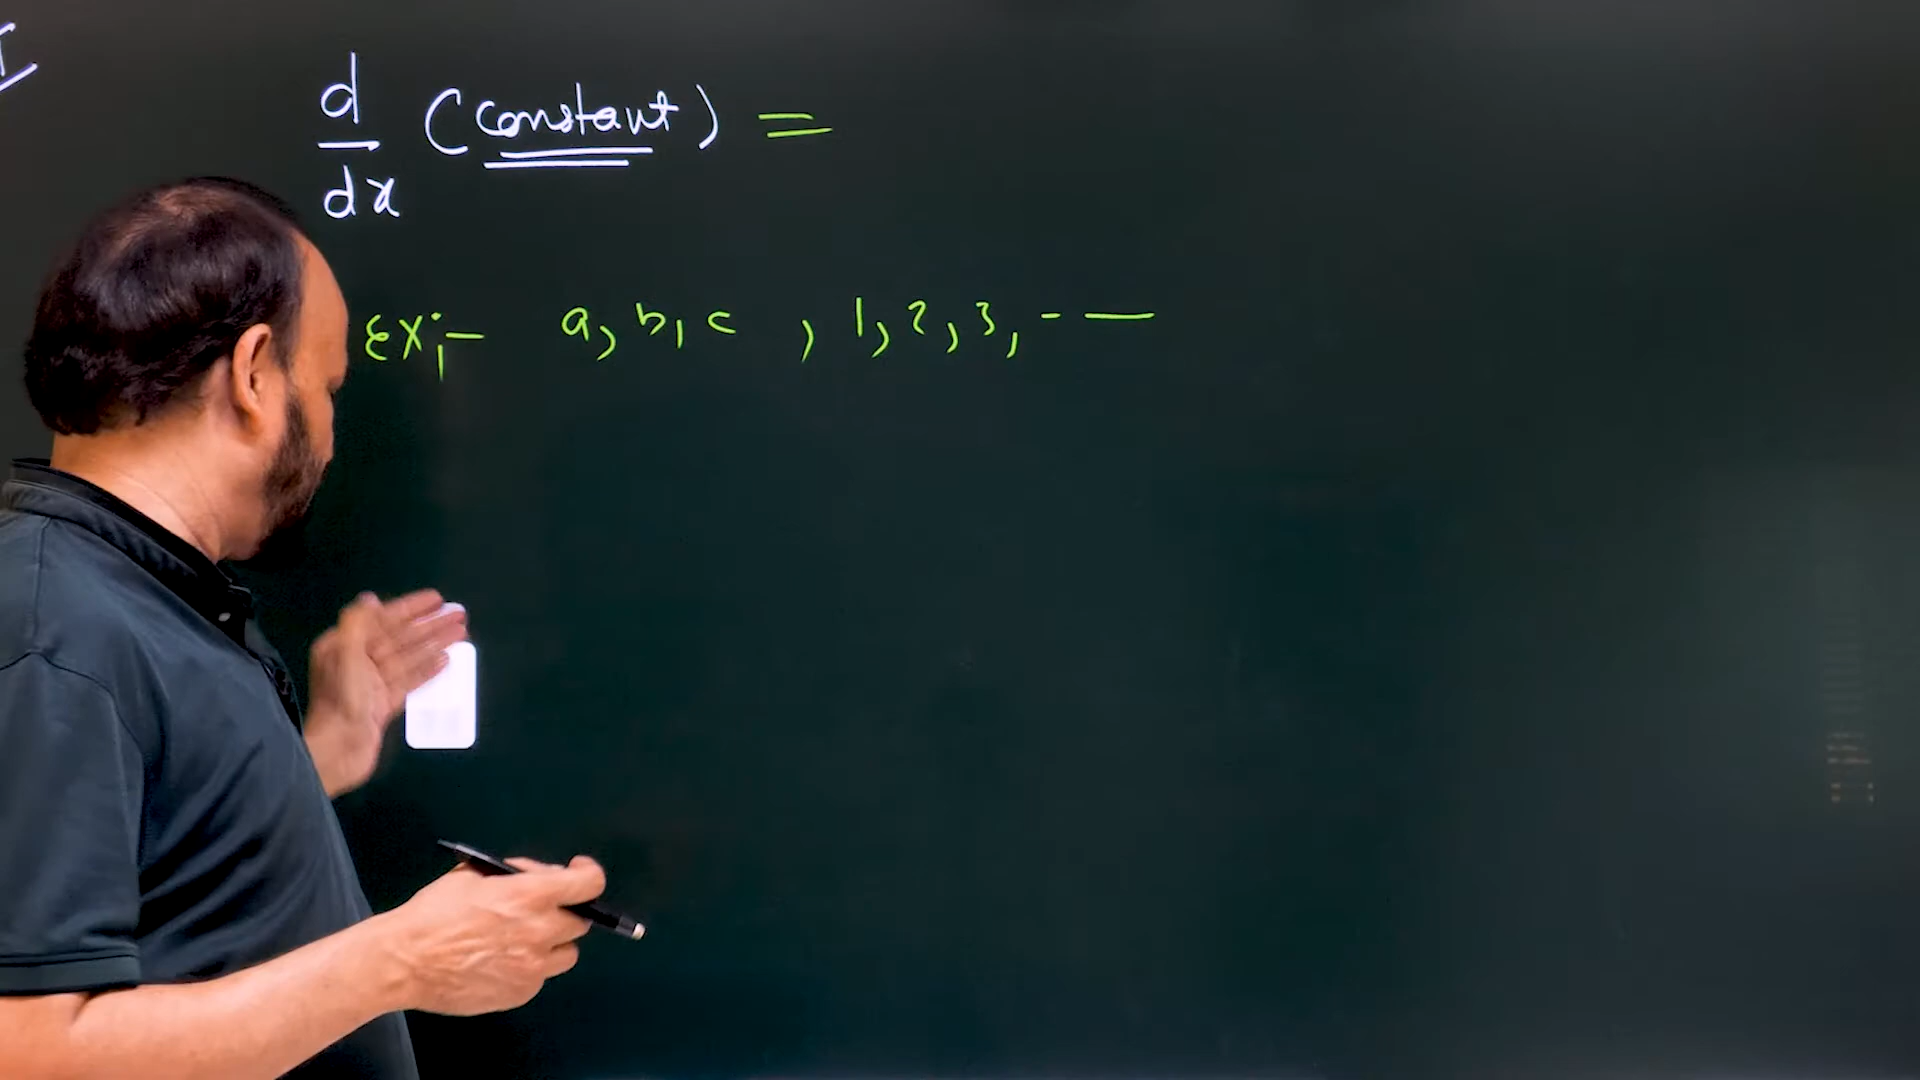 d/dx (constant) =
Ex:- a, b, c , 1, 2, 3, - —